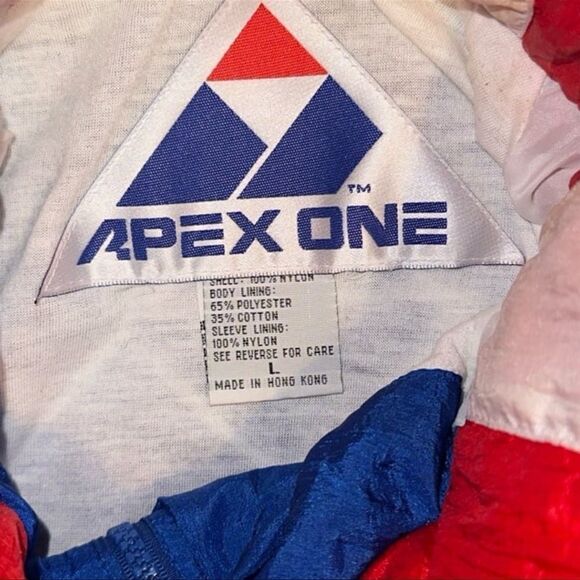 TM
APEX ONE
SHELL: 100% NYLON
BODY LINING:
65% POLYESTER
35% COTTON
SLEEVE LINING:
100% NYLON
SEE REVERSE FOR CARE
L
MADE IN HONG KONG